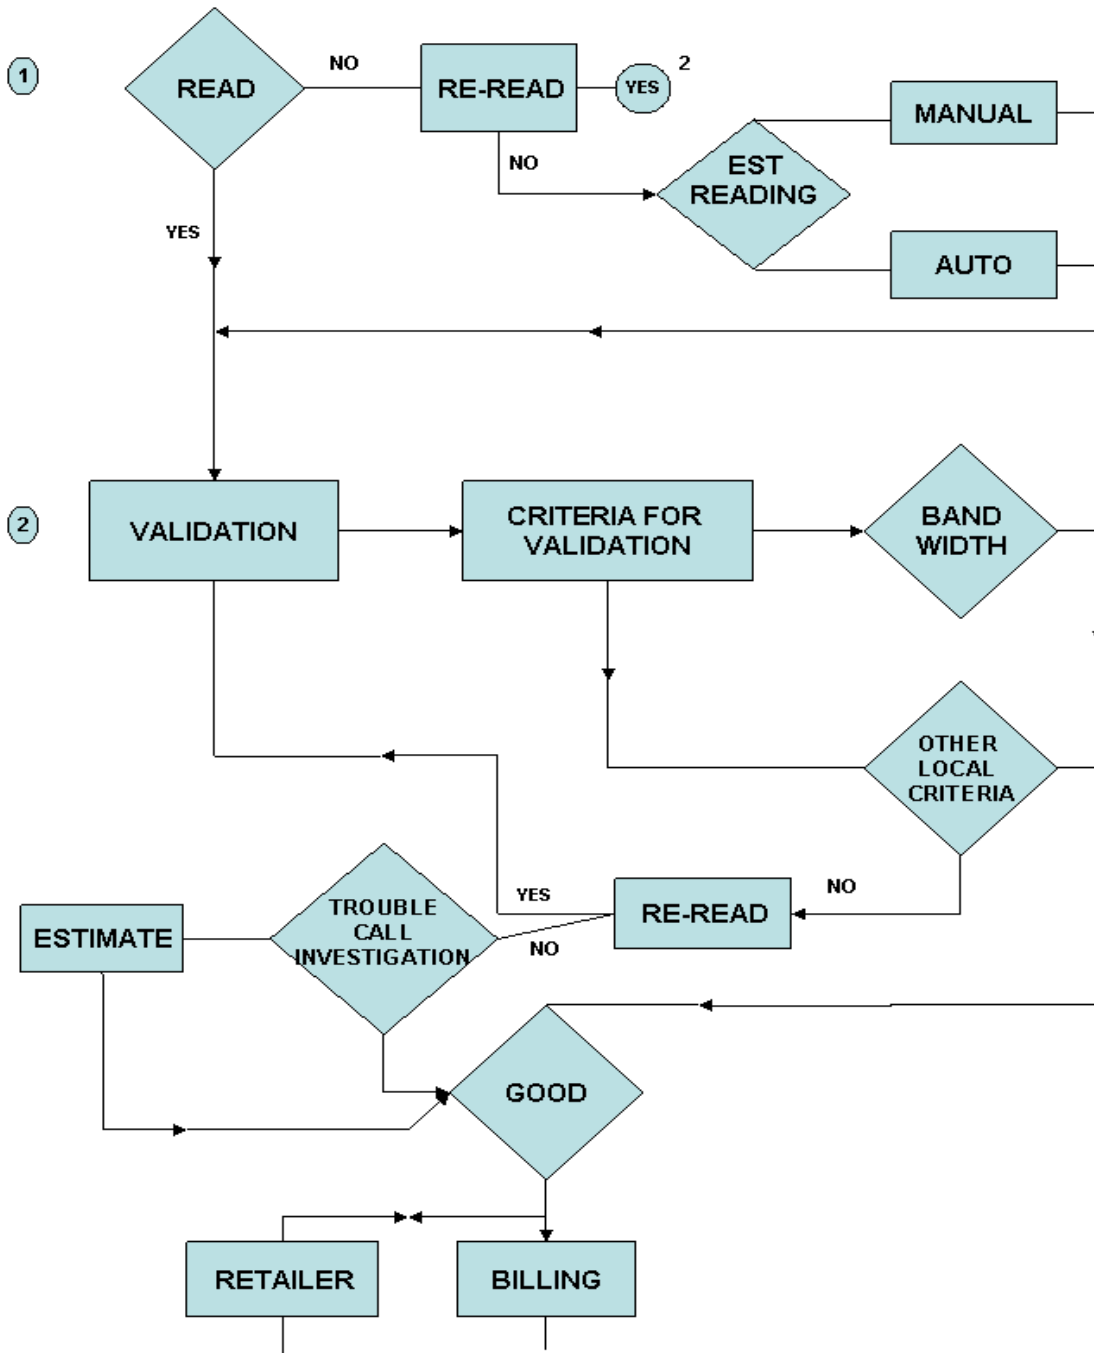 1
READ
NO
RE-READ
YES
2
MANUAL
NO
EST
READING
YES
AUTO
2
VALIDATION
CRITERIA FOR
VALIDATION
BAND
WIDTH
OTHER
LOCAL
CRITERIA
ESTIMATE
TROUBLE
CALL
INVESTIGATION
YES
NO
RE-READ
NO
GOOD
RETAILER
BILLING